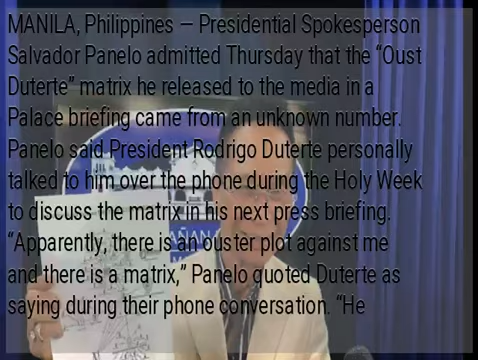 MANILA, Philippines — Presidential Spokesperson
Salvador Panelo admitted Thursday that the “Oust
Duterte” matrix he released to the media in a
Palace briefing came from an unknown number.
Panelo said President Rodrigo Duterte personally
talked to him over the phone during the Holy Week
to discuss the matrix in his next press briefing.
“Apparently, there is an ouster plot against me
and there is a matrix,” Panelo quoted Duterte as
saying during their phone conversation. “He